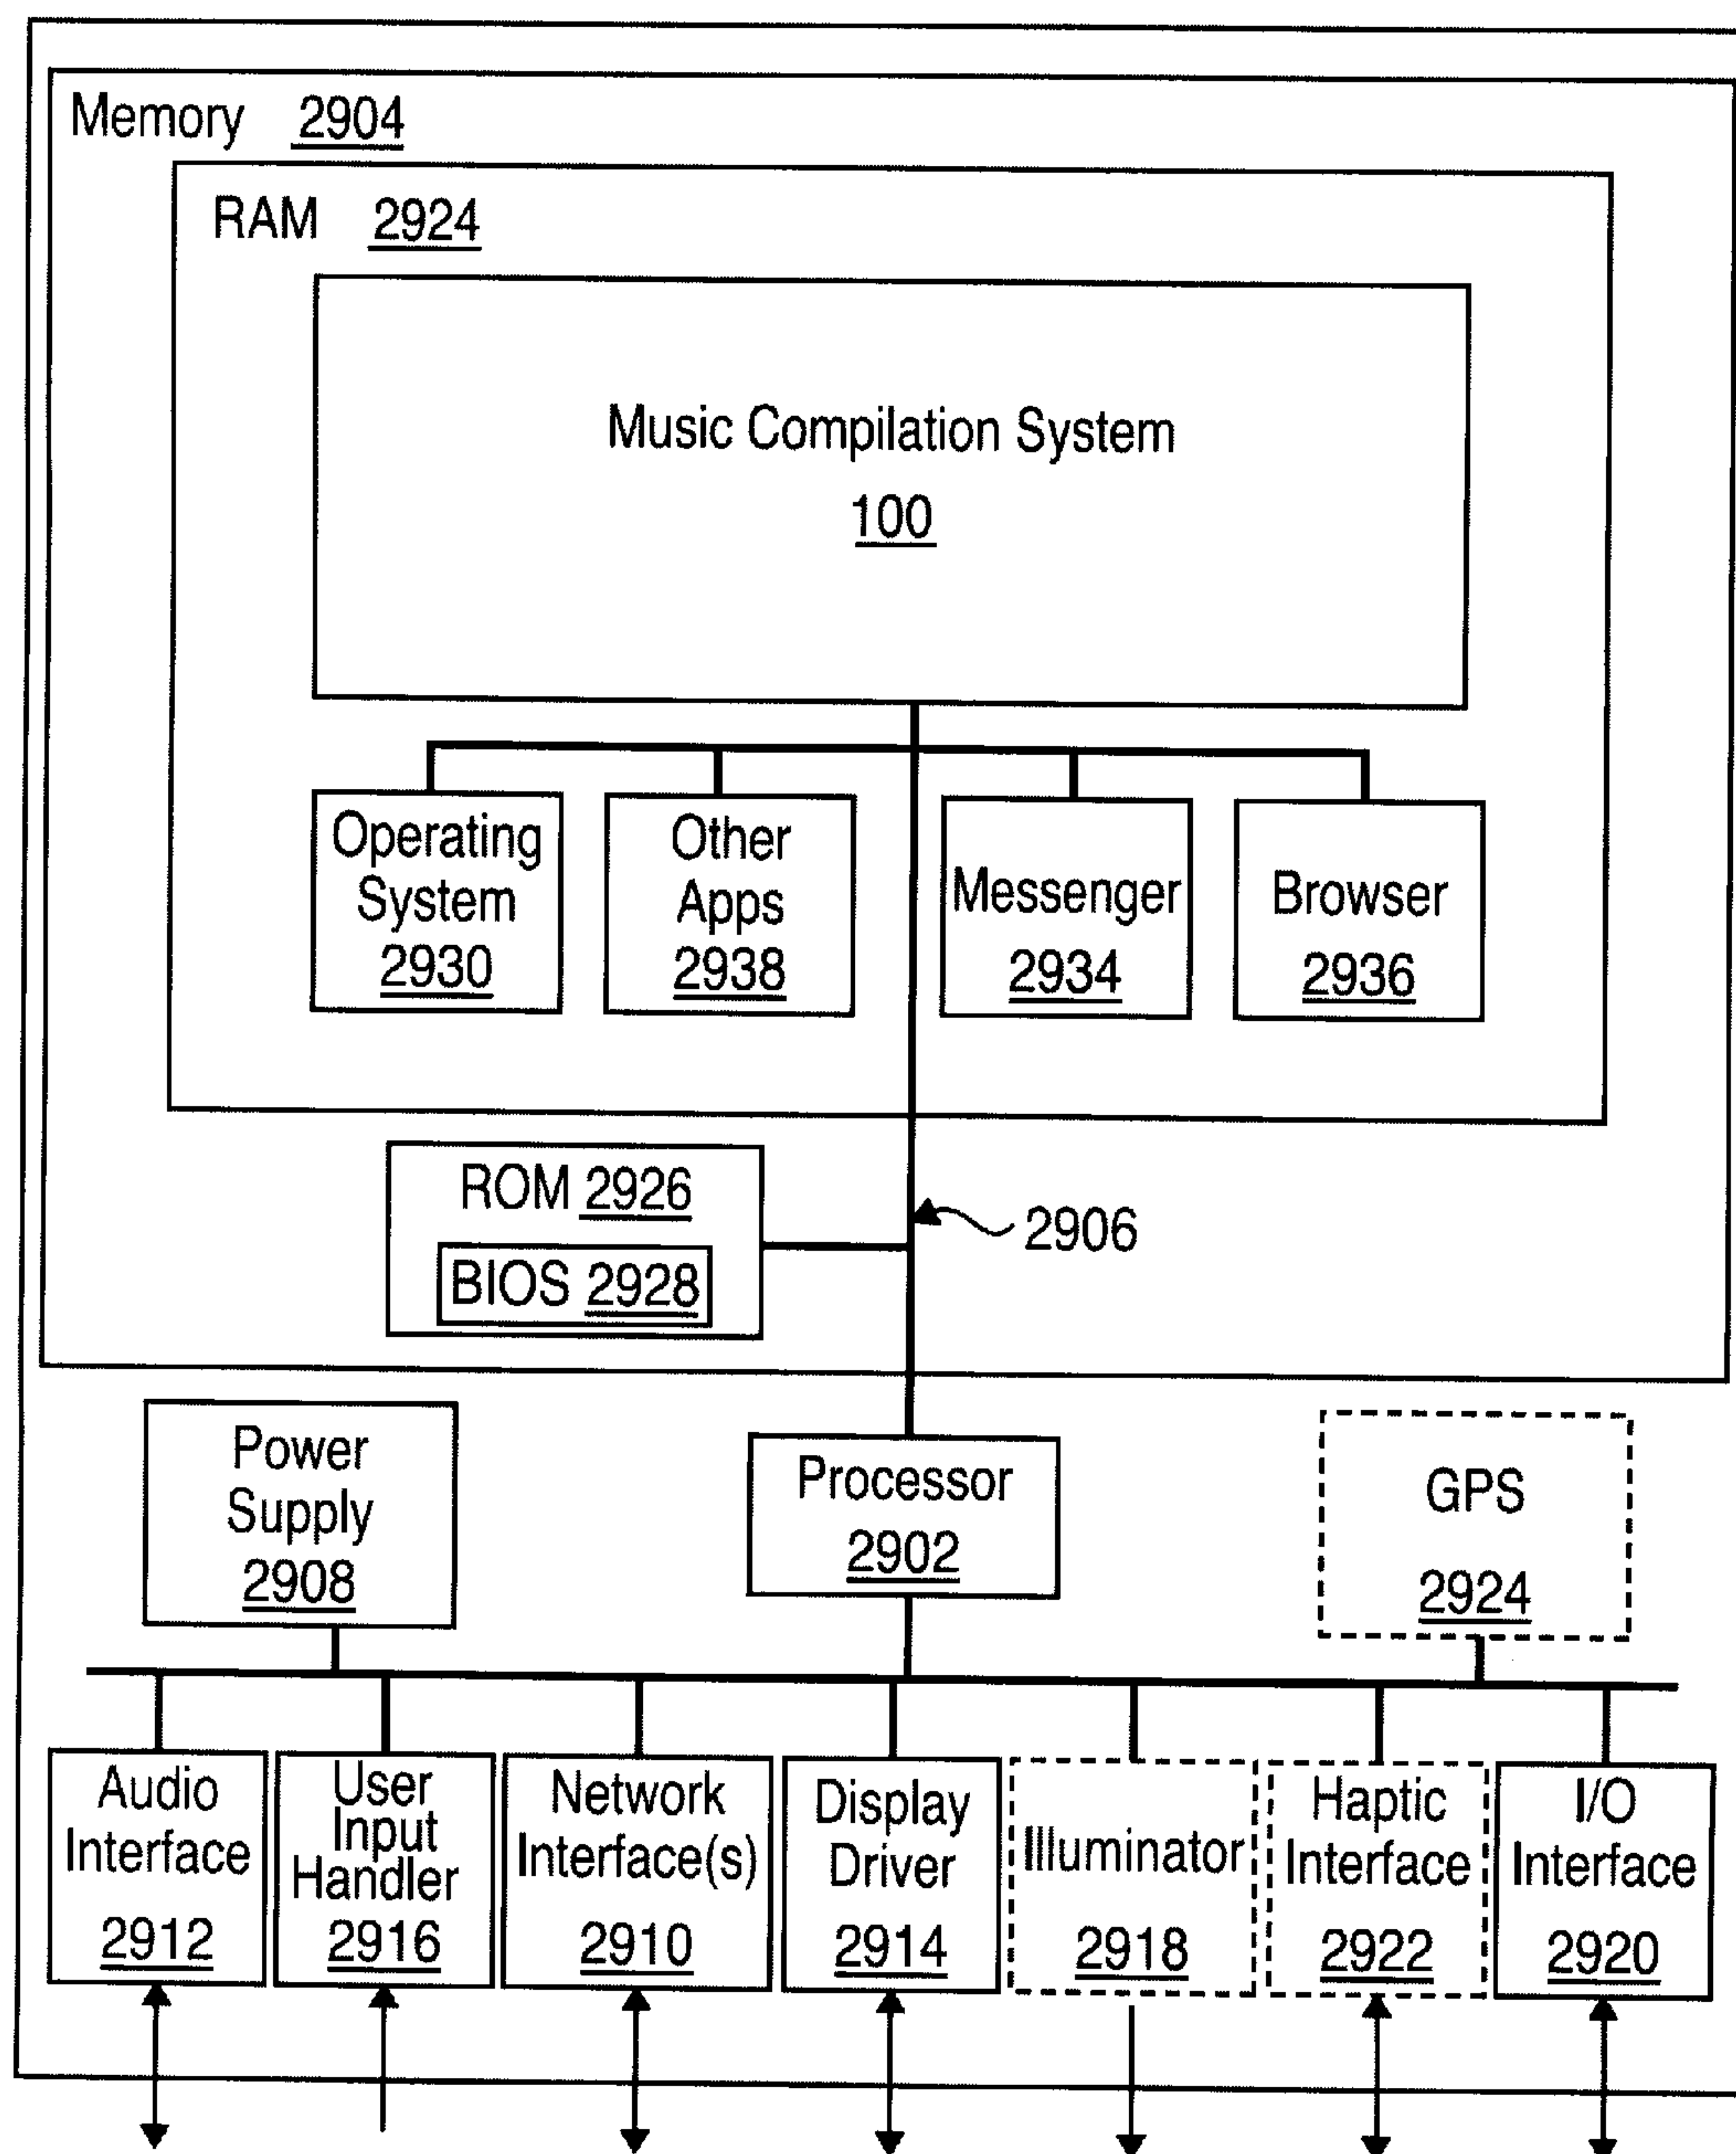 Memory 2904
RAM 2924
Music Compilation System
100
Operating
System
2930
Other
Apps
2938
Messenger
2934
Browser
2936
ROM 2926
BIOS 2928
2906
Power
Supply
2908
Processor
2902
GPS
2924
Audio
Interface
2912
User
Input
Handler
2916
Network
Interface(s)
2910
Display
Driver
2914
Illuminator
2918
Haptic
Interface
2922
I/O
Interface
2920